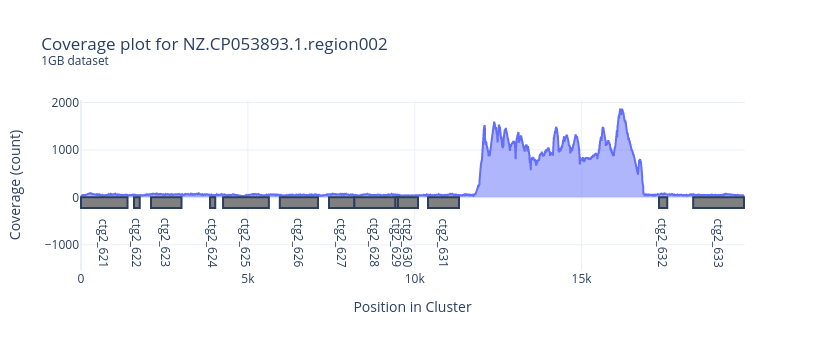 Coverage plot for NZ.CP053893.1.region002
1GB dataset
Coverage (count)
2000
1000
0
−1000
ctg2_621
ctg2_622
ctg2_623
ctg2_624
ctg2_625
ctg2_626
ctg2_627
ctg2_628
ctg2_629
ctg2_630
ctg2_631
ctg2_632
ctg2_633
0 5k 10k 15k
Position in Cluster